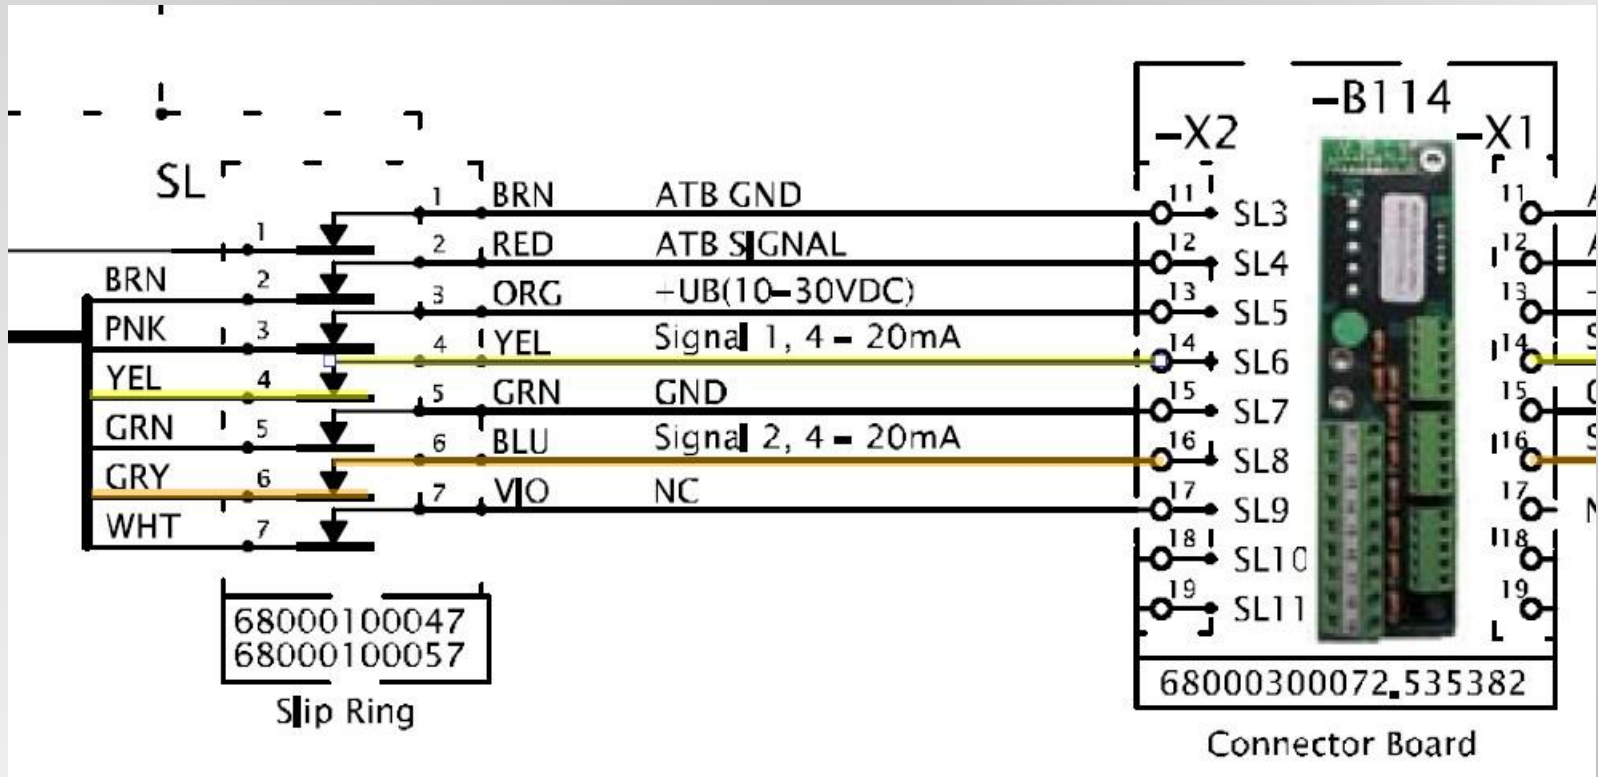 -B114
-X2
-X1
SL
1 BRN ATB GND 11 SL3 11
1
2 RED ATB SIGNAL 12 SL4 12
BRN 2
3 ORG +UB(10-30VDC) 13 SL5 13
PNK 3
4 YEL Signal 1, 4 - 20mA 14 SL6 14
YEL 4
5 GRN GND 15 SL7 15
GRN 5
6 BLU Signal 2, 4 - 20mA 16 SL8 16
GRY 6
7 VIO NC 17 SL9 17
WHT 7
18 SL10 18
19 SL11 19
68000100047
68000100057
Slip Ring
68000300072.535382
Connector Board